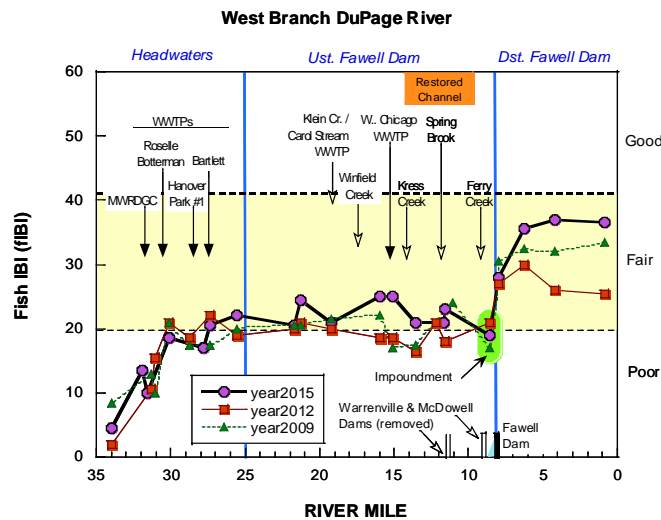 West Branch DuPage River
Headwaters
Ust. Fawell Dam
Dst. Fawell Dam
60
50
40
30
20
10
0
Fish IBI (fIBI)
Restored
Channel
WWTPs
Roselle
Botterman
Bartlett
MWRDGC
Hanover
Park #1
Klein Cr. /
Carol Stream
WWTP
Winfield
Creek
W.. Chicago
WWTP
Kress
Creek
Spring
Brook
Ferry
Creek
Good
Fair
Poor
Impoundment
Warrenville & McDowell
Dams (removed)
Fawell
Dam
year2015
year2012
year2009
35 30 25 20 15 10 5 0
RIVER MILE